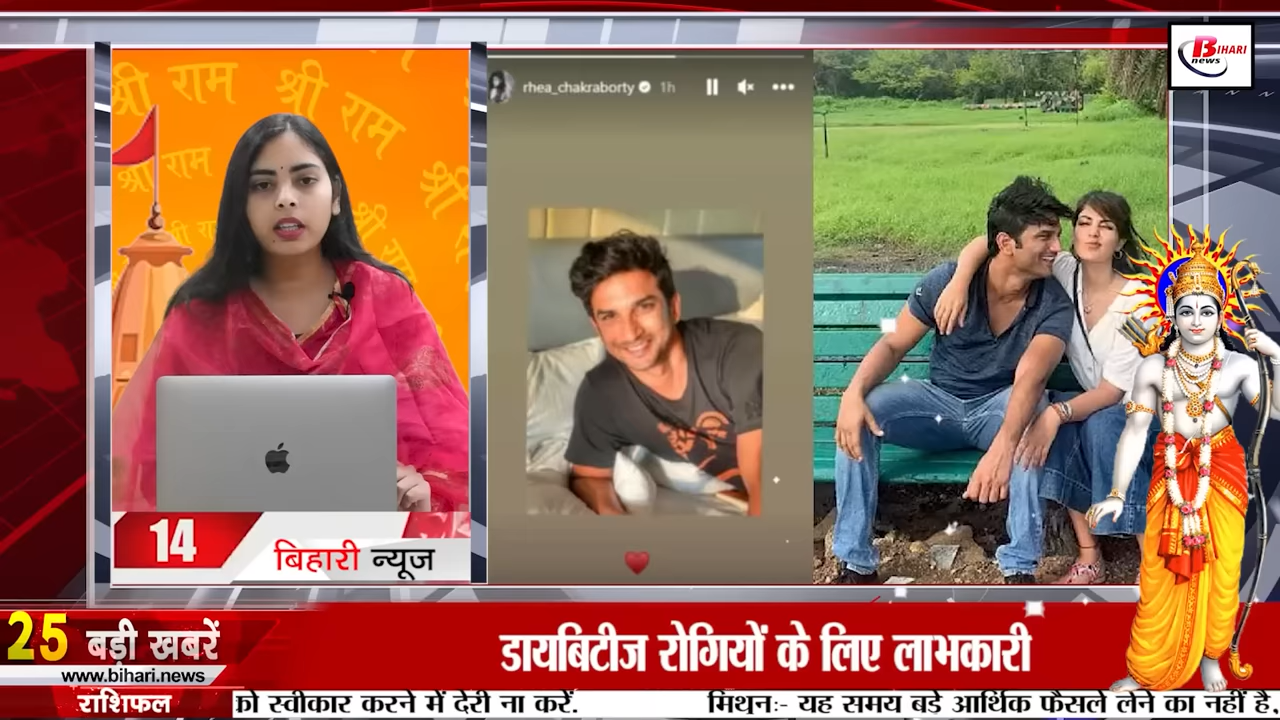 BIHARI
news
rhea_chakraborty 1h
श्री राम श्री राम
श्री राम
श्री
14
बिहारी न्यूज
25 बड़ी खबरें
www.bihari.news
डायबिटीज रोगियों के लिए लाभकारी
राशिफल
को स्वीकार करने में देरी ना करें. मिथुनः- यह समय बड़े आर्थिक फैसले लेने का नहीं है,